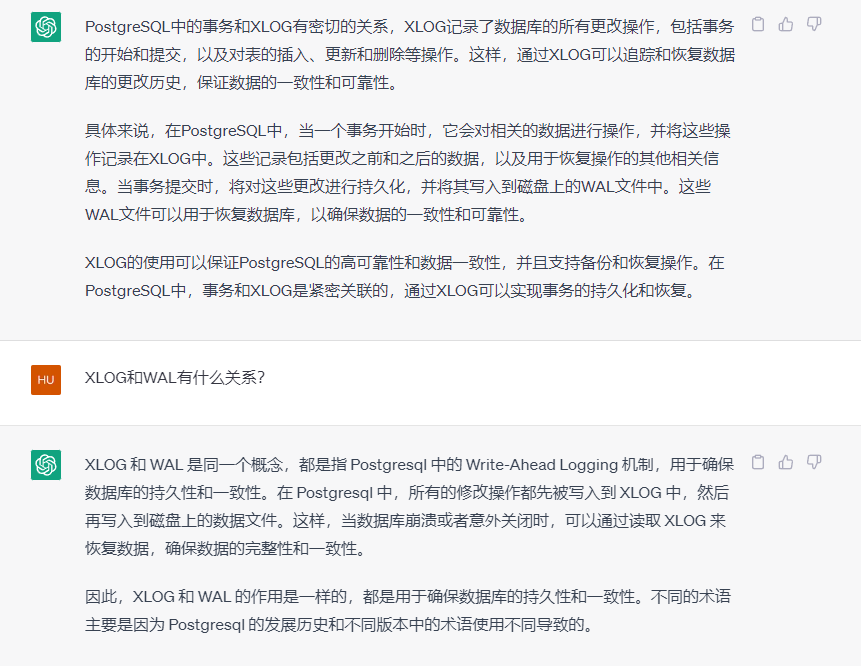 PostgreSQL中的事务和XLOG有密切的关系，XLOG记录了数据库的所有更改操作，包括事务
的开始和提交，以及对表的插入、更新和删除等操作。这样，通过XLOG可以追踪和恢复数据
库的更改历史，保证数据的一致性和可靠性。
具体来说，在PostgreSQL中，当一个事务开始时，它会对相关的数据进行操作，并将这些操
作记录在XLOG中。这些记录包括更改之前和之后的数据，以及用于恢复操作的其他相关信
息。当事务提交时，将对这些更改进行持久化，并将其写入到磁盘上的WAL文件中。这些
WAL文件可以用于恢复数据库，以确保数据的一致性和可靠性。
XLOG的使用可以保证PostgreSQL的高可靠性和数据一致性，并且支持备份和恢复操作。在
PostgreSQL中，事务和XLOG是紧密关联的，通过XLOG可以实现事务的持久化和恢复。
HU
XLOG和WAL有什么关系？
XLOG 和 WAL 是同一个概念，都是指 Postgresql 中的 Write-Ahead Logging 机制，用于确保
数据库的持久性和一致性。在 Postgresql 中，所有的修改操作都先被写入到 XLOG 中，然后
再写入到磁盘上的数据文件。这样，当数据库崩溃或者意外关闭时，可以通过读取 XLOG 来
恢复数据，确保数据的完整性和一致性。
因此，XLOG 和 WAL 的作用是一样的，都是用于确保数据库的持久性和一致性。不同的术语
主要是因为 Postgresql 的发展历史和不同版本中的术语使用不同导致的。